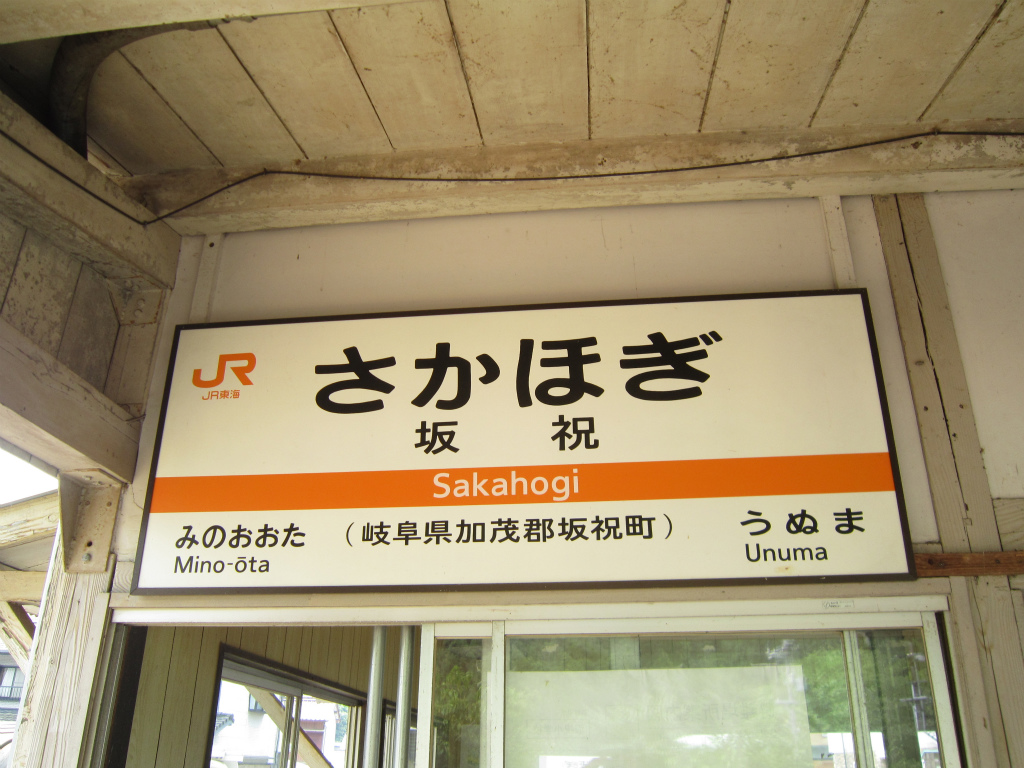 JR
JR東海
さかほぎ
坂祝
Sakahogi
みのおおた
Mino-ōta
（岐阜県加茂郡坂祝町）
うぬま
Unuma